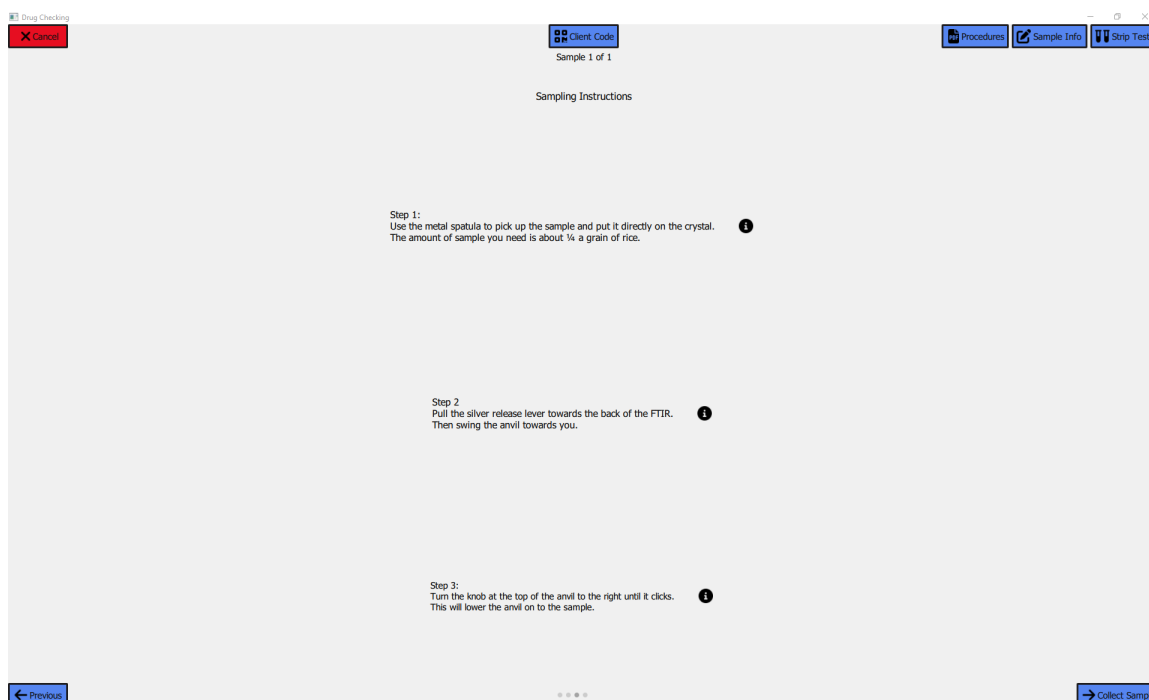 Drug Checking
Cancel
Client Code
PDF
Procedures
Sample Info
Strip Test
Sample 1 of 1
Sampling Instructions
Step 1:
Use the metal spatula to pick up the sample and put it directly on the crystal.
The amount of sample you need is about ¼ a grain of rice.
Step 2
Pull the silver release lever towards the back of the FTIR.
Then swing the anvil towards you.
Step 3:
Turn the knob at the top of the anvil to the right until it clicks.
This will lower the anvil on to the sample.
Previous
Collect Samp